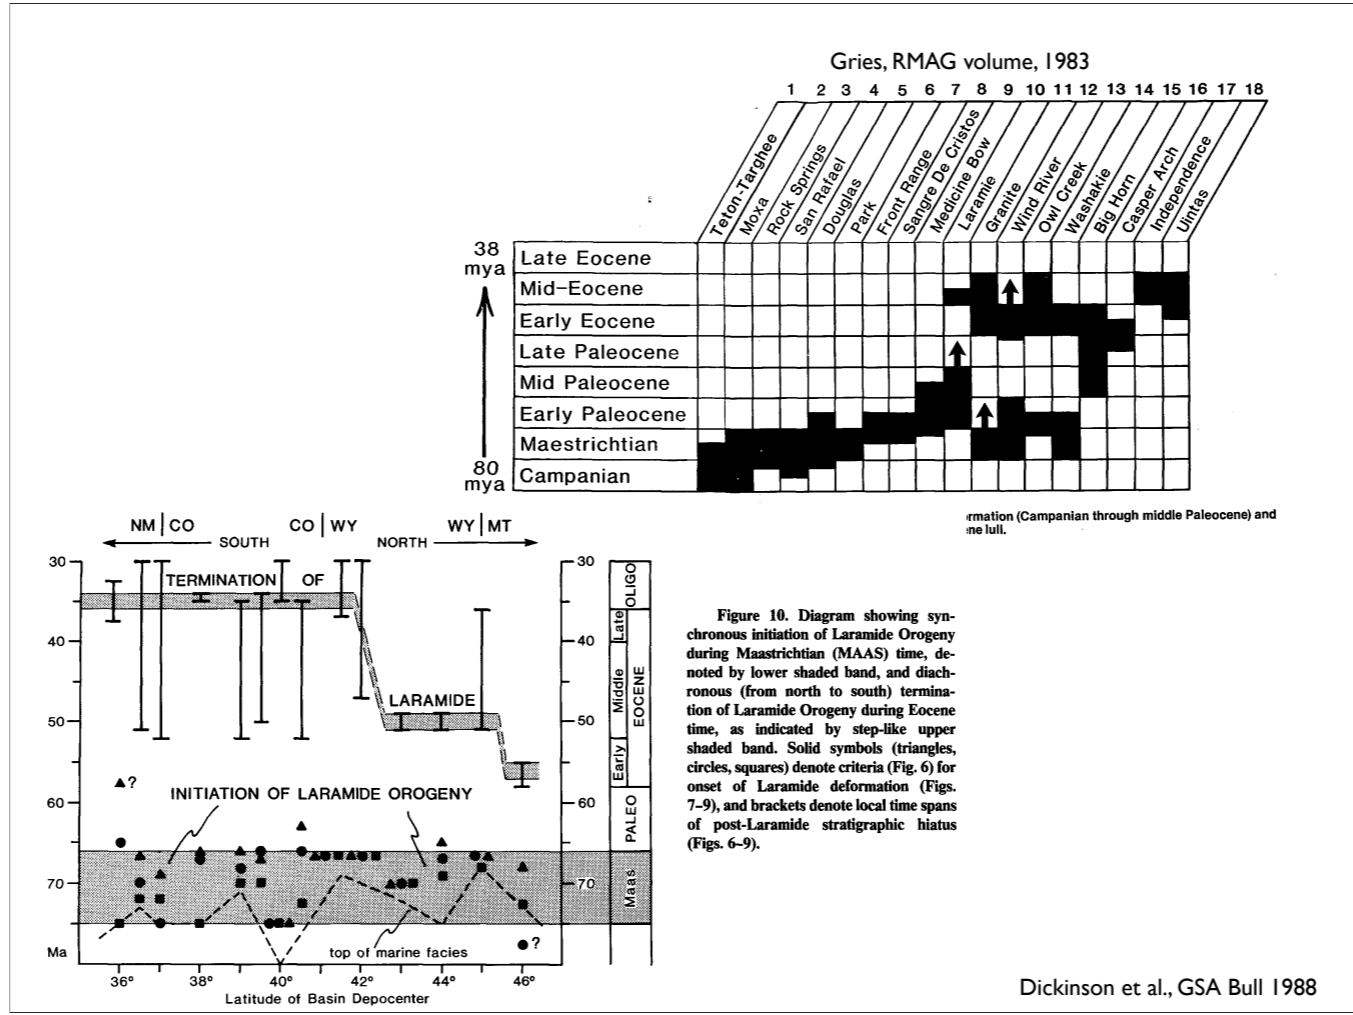 Gries, RMAG volume, 1983
1 2 3 4 5 6 7 8 9 10 11 12 13 14 15 16 17 18
Teton-Targhee
Moxa
Rock Springs
San Rafael
Douglas
Park
Front Range
Sangre De Cristos
Medicine Bow
Laramie
Granite
Wind River
Owl Creek
Washakie
Big Horn
Casper Arch
Independence
Uintas
38
mya
Late Eocene
Mid-Eocene
Early Eocene
Late Paleocene
Mid Paleocene
Early Paleocene
Maestrichtian
80
mya
Campanian
rmation (Campanian through middle Paleocene) and
ne lull.
NM | CO CO | WY WY | MT
SOUTH NORTH
30 30
TERMINATION OF
40 40
LARAMIDE
50 50
? INITIATION OF LARAMIDE OROGENY
60 60
70 70
Ma
top of marine facies
?
36° 38° 40° 42° 44° 46°
Latitude of Basin Depocenter
OLIGO
Late
Middle
Early
EOCENE
PALEO
Maas
Figure 10. Diagram showing syn-
chronous initiation of Laramide Orogeny
during Maastrichtian (MAAS) time, de-
noted by lower shaded band, and diach-
ronous (from north to south) termina-
tion of Laramide Orogeny during Eocene
time, as indicated by step-like upper
shaded band. Solid symbols (triangles,
circles, squares) denote criteria (Fig. 6) for
onset of Laramide deformation (Figs.
7–9), and brackets denote local time spans
of post-Laramide stratigraphic hiatus
(Figs. 6–9).
Dickinson et al., GSA Bull 1988